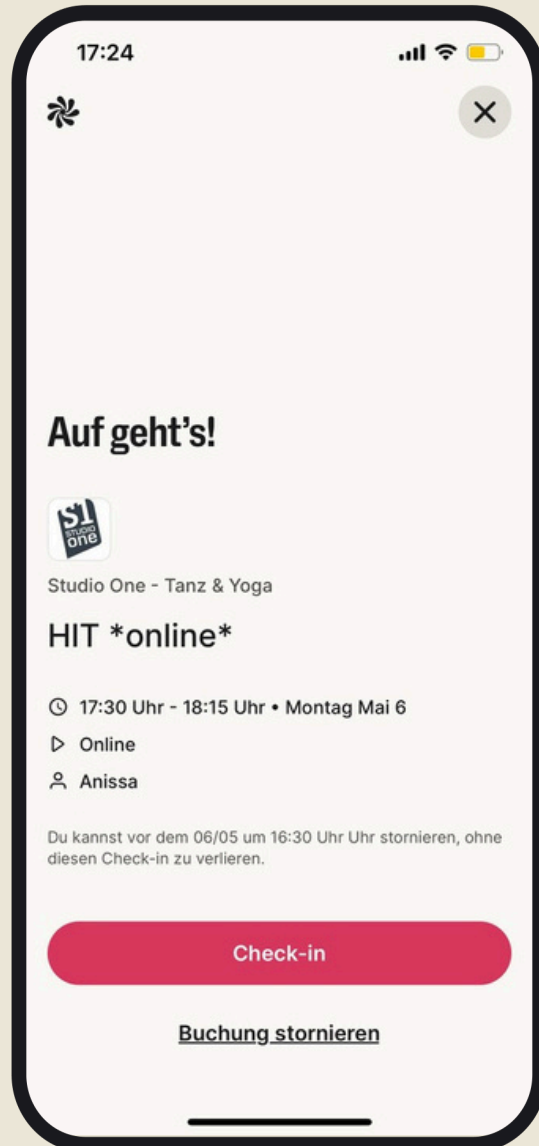 17:24
Auf geht's!
S1
STUDIO
one
Studio One - Tanz & Yoga
HIT *online*
17:30 Uhr - 18:15 Uhr • Montag Mai 6
Online
Anissa
Du kannst vor dem 06/05 um 16:30 Uhr Uhr stornieren, ohne
diesen Check-in zu verlieren.
Check-in
Buchung stornieren